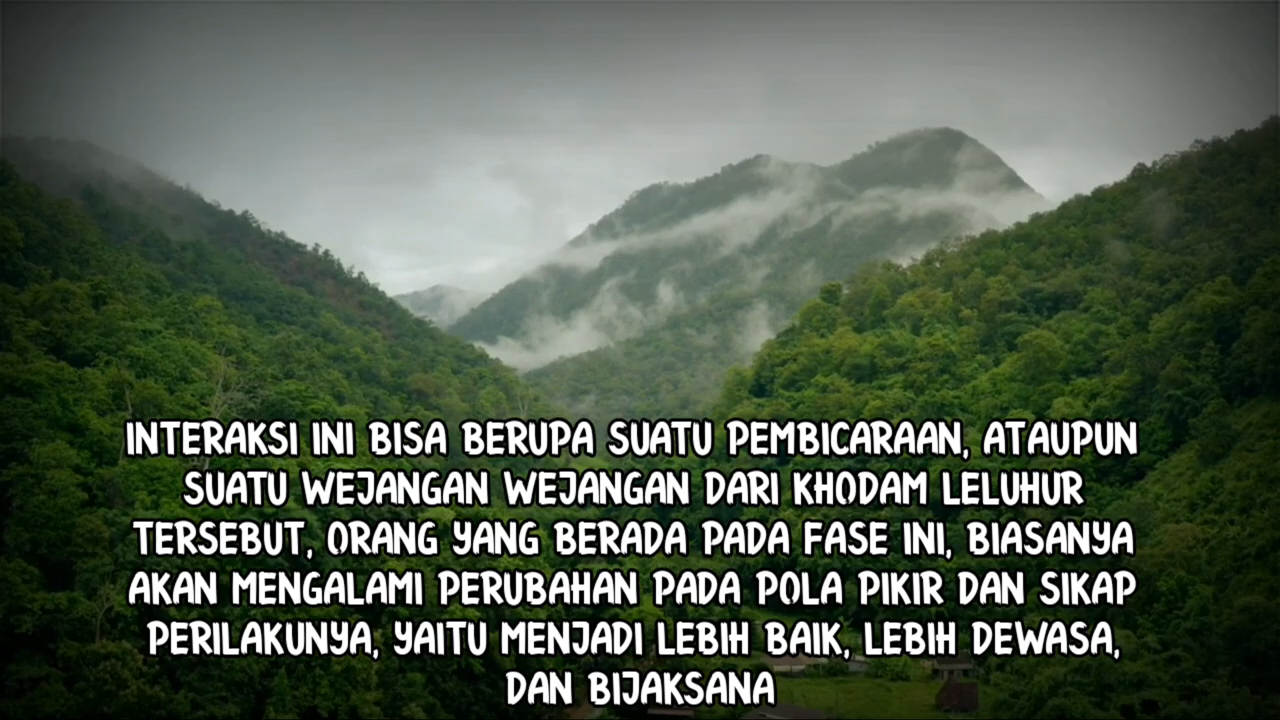 INTERAKSI INI BISA BERUPA SUATU PEMBICARAAN, ATAUPUN
SUATU WEJANGAN WEJANGAN DARI KHODAM LELUHUR
TERSEBUT, ORANG YANG BERADA PADA FASE INI, BIASANYA
AKAN MENGALAMI PERUBAHAN PADA POLA PIKIR DAN SIKAP
PERILAKUNYA, YAITU MENJADI LEBIH BAIK, LEBIH DEWASA,
DAN BIJAKSANA